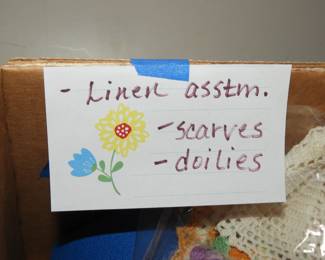 - Linen asstm.
- scarves
- doilies